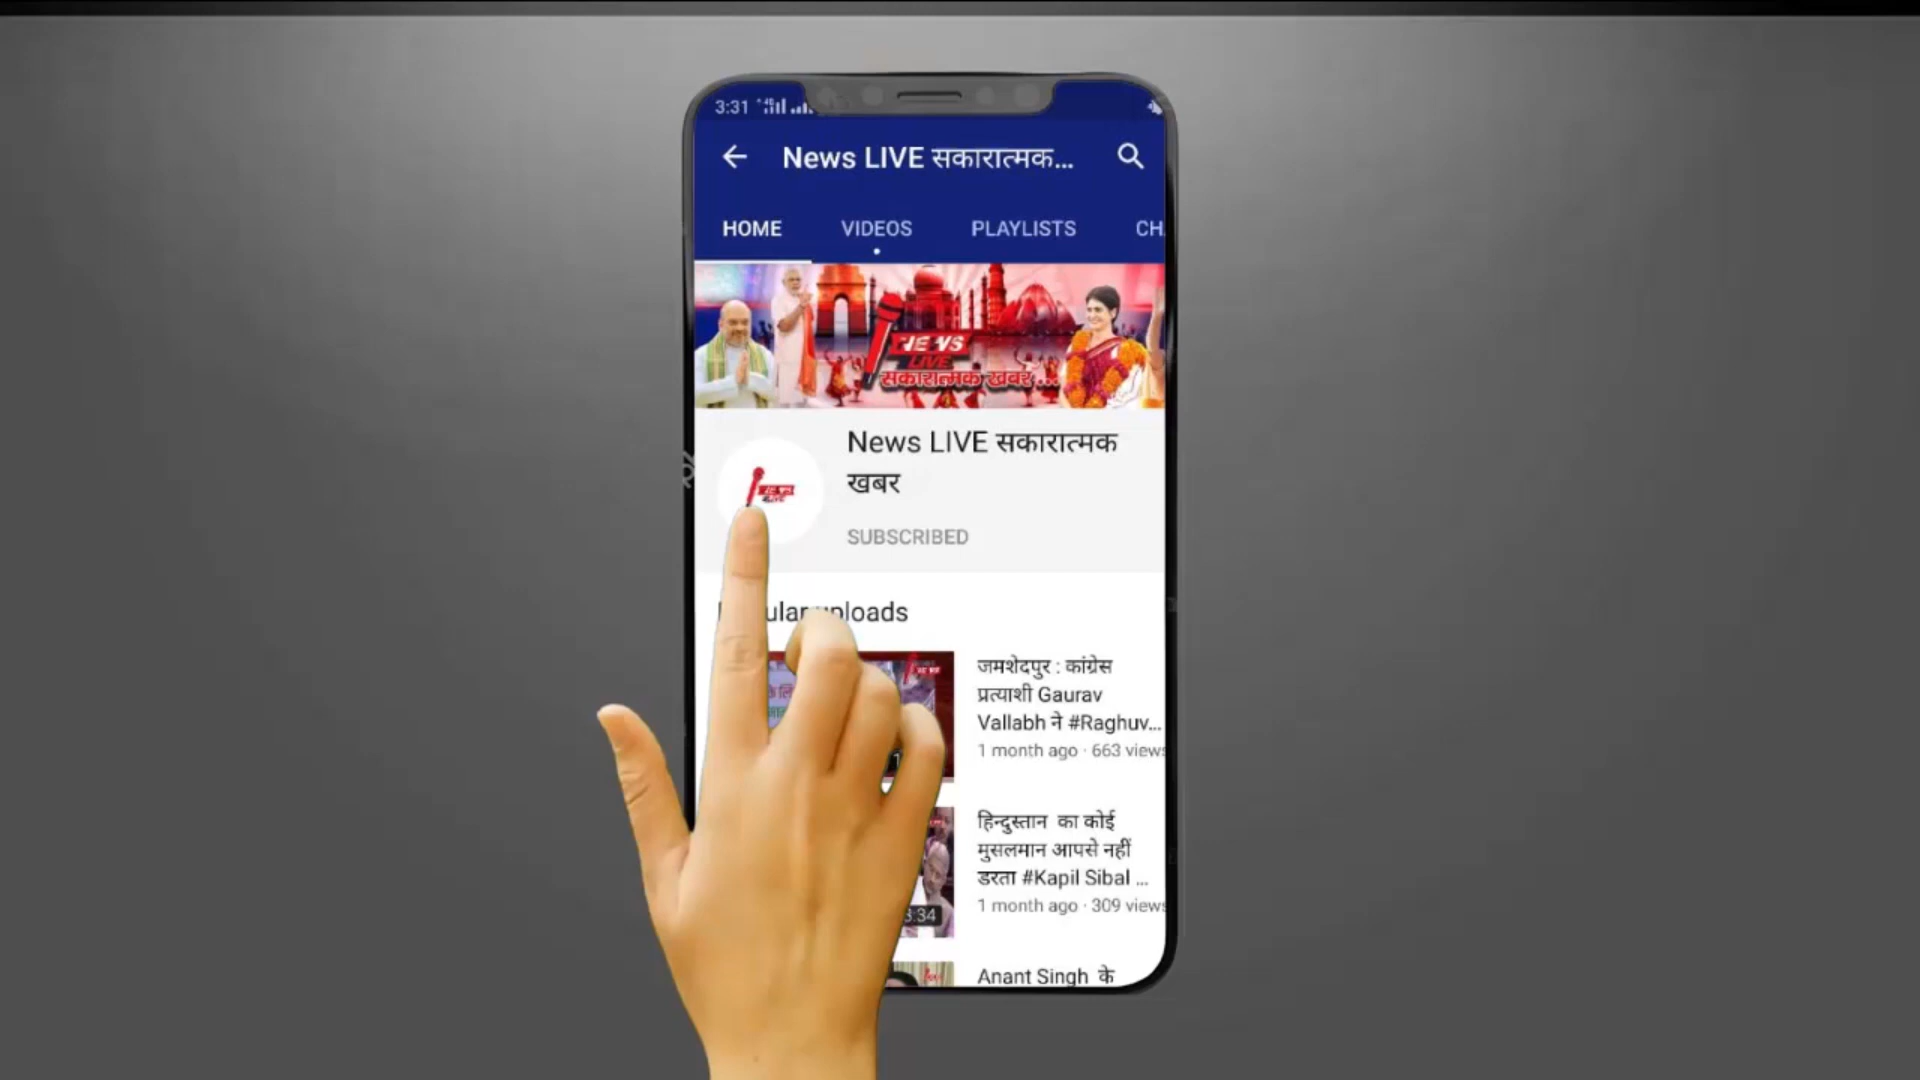 3:31
News LIVE सकारात्मक...
HOME VIDEOS PLAYLISTS CH
NEWS
LIVE
सकारात्मक खबर ...
News LIVE सकारात्मक
खबर
SUBSCRIBED
ular uploads
जमशेदपुर : कांग्रेस
प्रत्याशी Gaurav
Vallabh ने #Raghuv...
1 month ago · 663 views
हिन्दुस्तान का कोई
मुसलमान आपसे नहीं
डरता #Kapil Sibal ...
1 month ago · 309 views
3:34
Anant Singh के